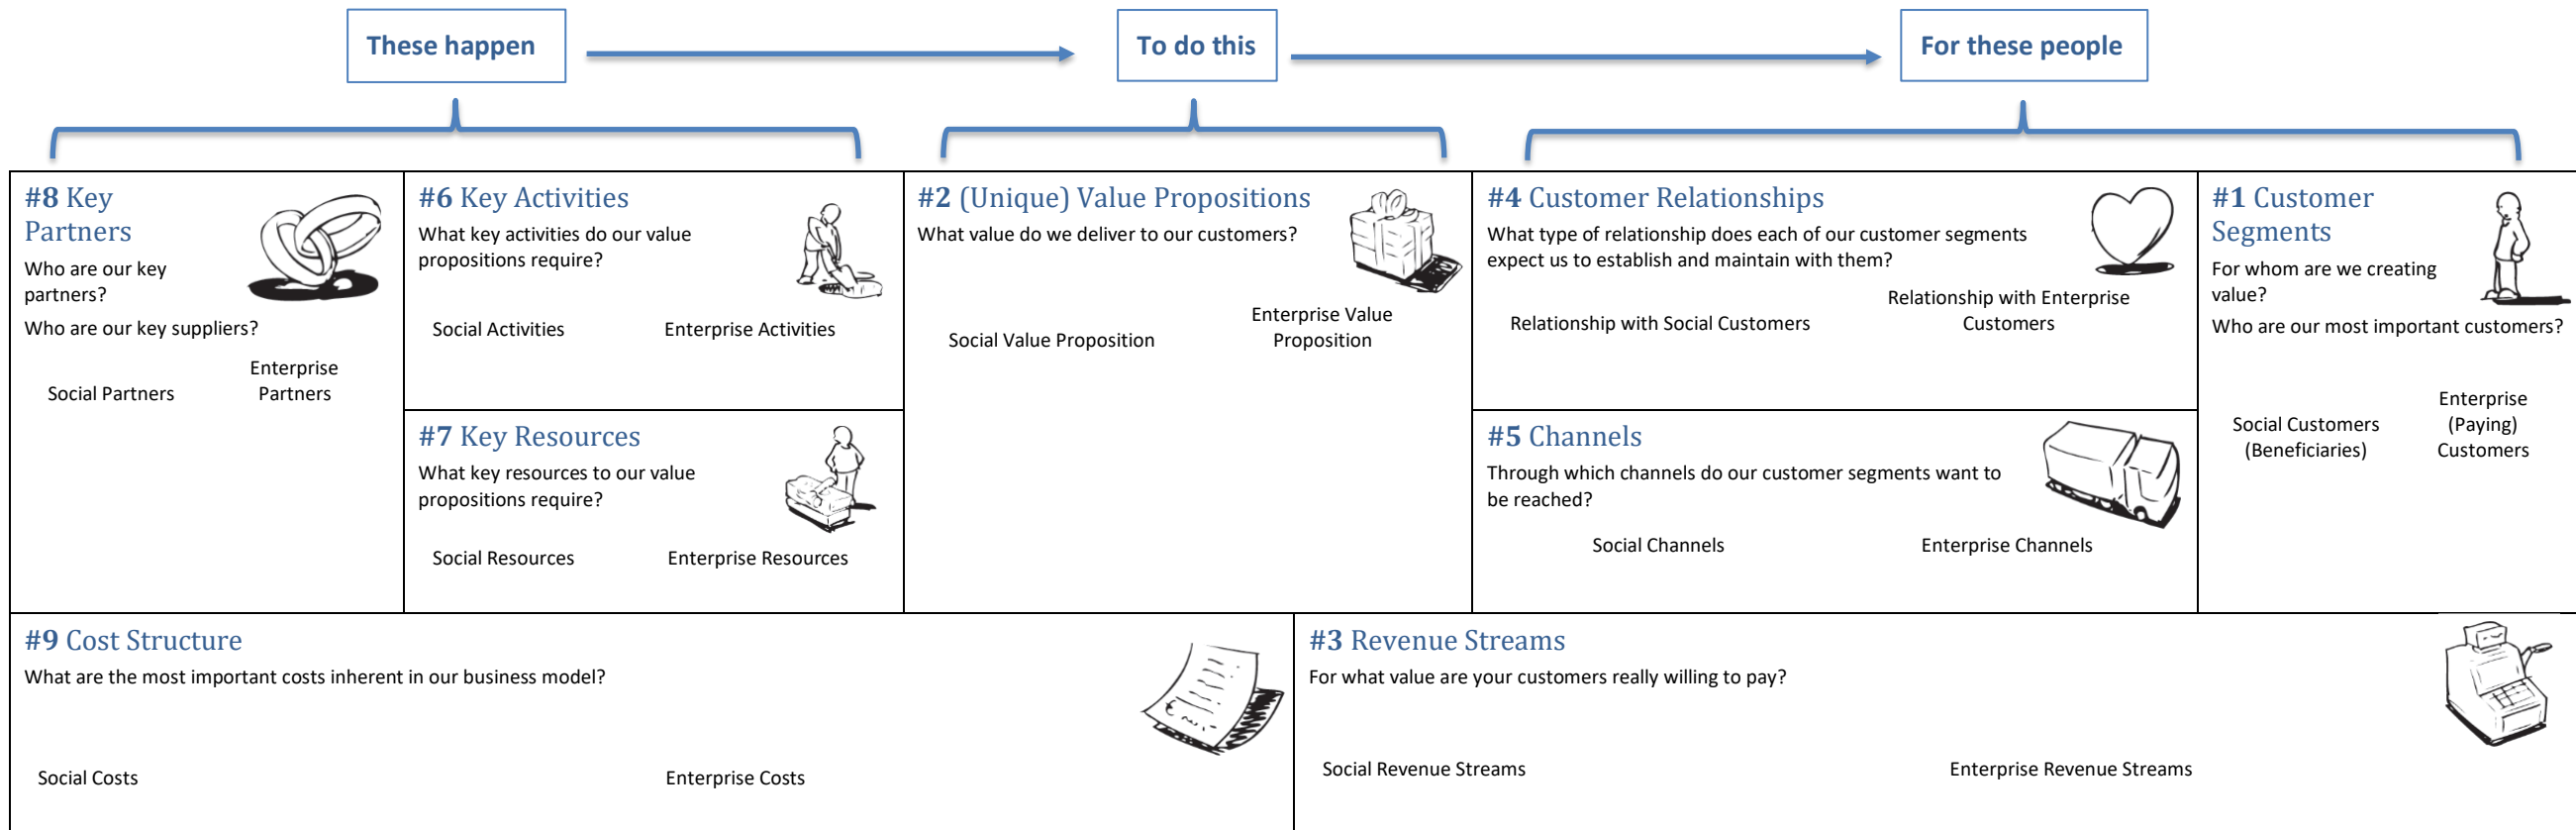 These happen
To do this
For these people
#8 Key
Partners
Who are our key
partners?
Who are our key suppliers?
Social Partners
Enterprise
Partners
#6 Key Activities
What key activities do our value
propositions require?
Social Activities
Enterprise Activities
#7 Key Resources
What key resources to our value
propositions require?
Social Resources
Enterprise Resources
#2 (Unique) Value Propositions
What value do we deliver to our customers?
Social Value Proposition
Enterprise Value
Proposition
#4 Customer Relationships
What type of relationship does each of our customer segments
expect us to establish and maintain with them?
Relationship with Social Customers
Relationship with Enterprise
Customers
#5 Channels
Through which channels do our customer segments want to
be reached?
Social Channels
Enterprise Channels
#1 Customer
Segments
For whom are we creating
value?
Who are our most important customers?
Social Customers
(Beneficiaries)
Enterprise
(Paying)
Customers
#9 Cost Structure
What are the most important costs inherent in our business model?
Social Costs
Enterprise Costs
#3 Revenue Streams
For what value are your customers really willing to pay?
Social Revenue Streams
Enterprise Revenue Streams